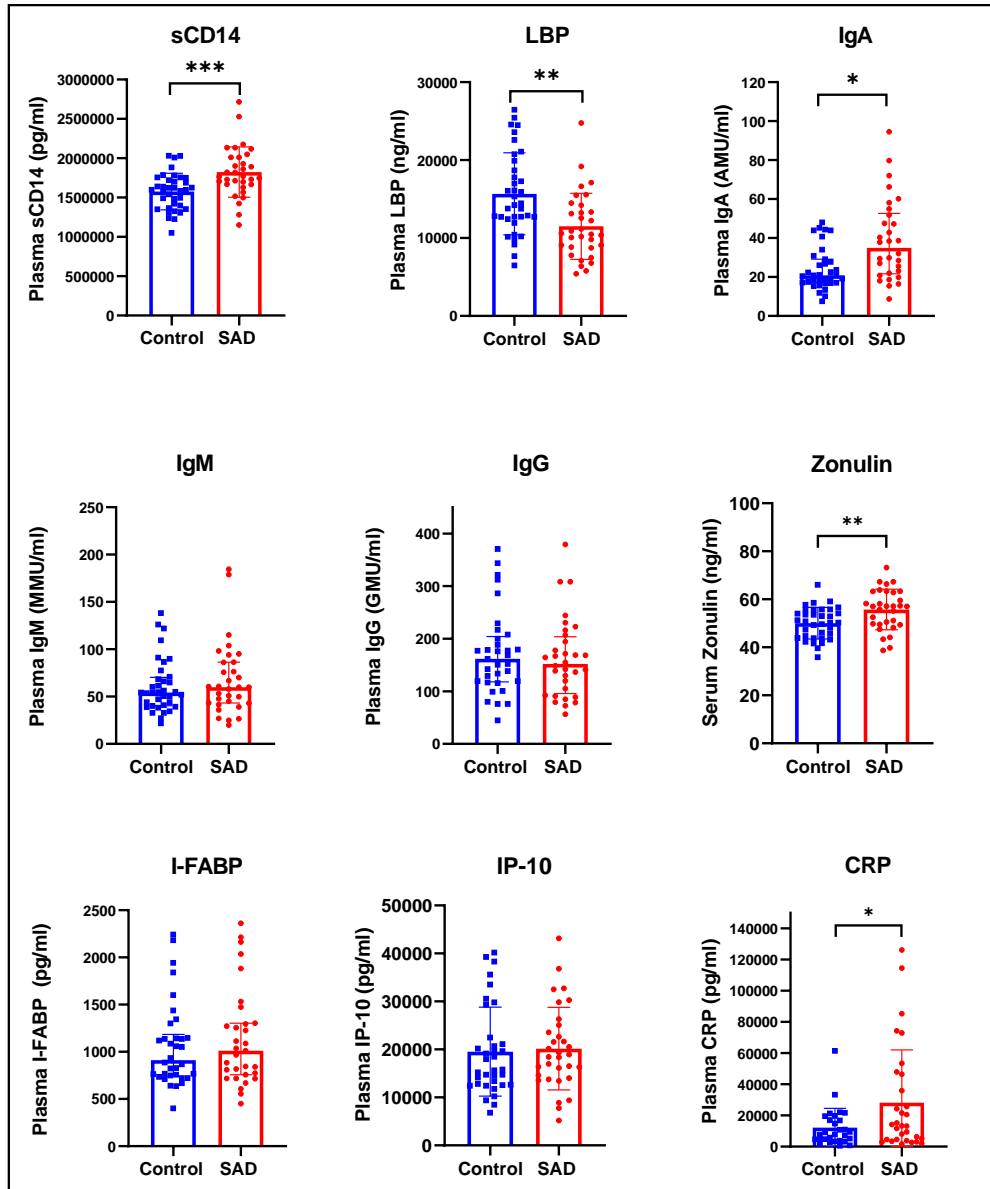 sCD14
***
Plasma sCD14 (pg/ml)
3000000
2500000
2000000
1500000
1000000
500000
0
Control SAD
LBP
**
Plasma LBP (ng/ml)
30000
20000
10000
0
Control SAD
IgA
*
Plasma IgA (AMU/ml)
120
100
80
60
40
20
0
Control SAD
IgM
Plasma IgM (MMU/ml)
250
200
150
100
50
0
Control SAD
IgG
Plasma IgG (GMU/ml)
400
300
200
100
0
Control SAD
Zonulin
**
Serum Zonulin (ng/ml)
100
80
60
40
20
0
Control SAD
I-FABP
Plasma I-FABP (pg/ml)
2500
2000
1500
1000
500
0
Control SAD
IP-10
Plasma IP-10 (pg/ml)
50000
40000
30000
20000
10000
0
Control SAD
CRP
*
Plasma CRP (pg/ml)
140000
120000
100000
80000
60000
40000
20000
0
Control SAD